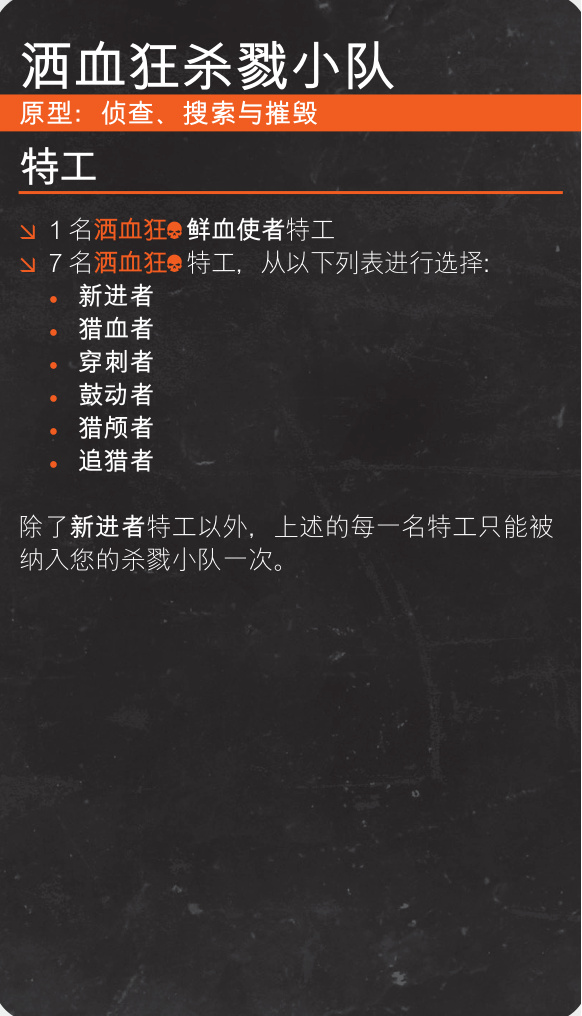 洒血狂杀戮小队
原型：侦查、搜索与摧毁
特工
1 名洒血狂 鲜血使者特工
7 名洒血狂 特工，从以下列表进行选择:
• 新进者
• 猎血者
• 穿刺者
• 鼓动者
• 猎颅者
• 追猎者
除了新进者特工以外，上述的每一名特工只能被
纳入您的杀戮小队一次。